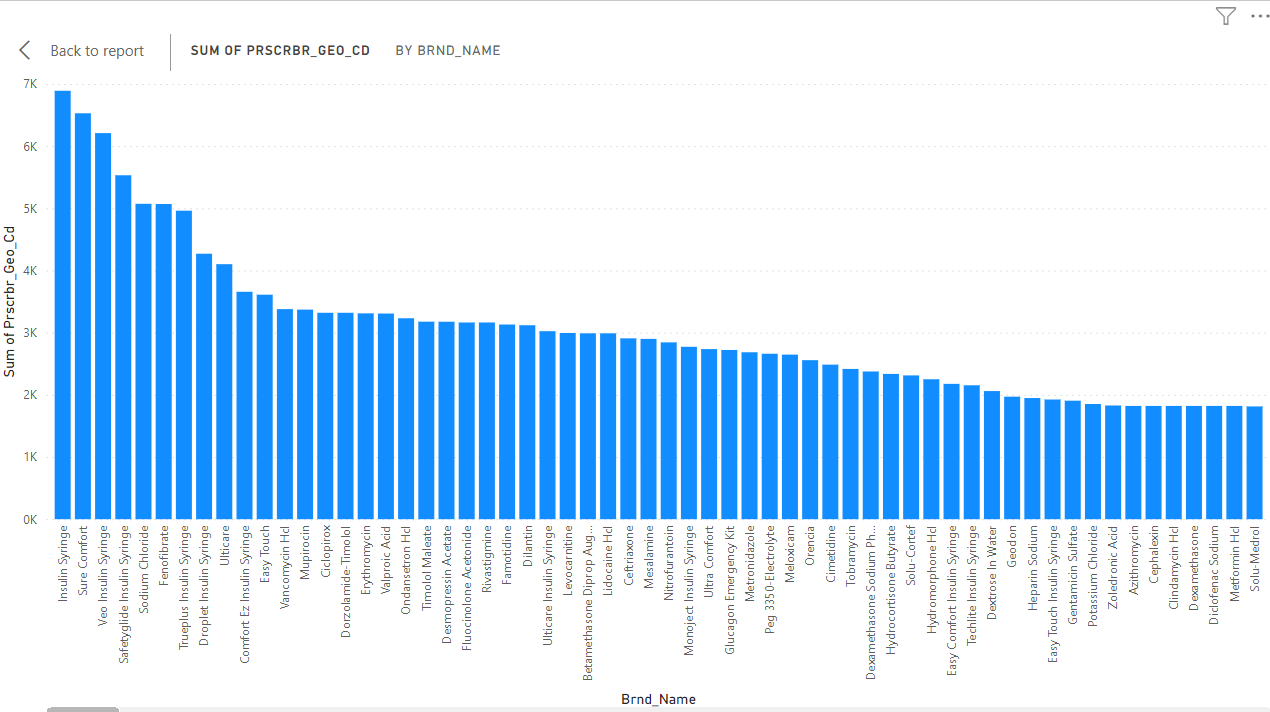 Back to report
SUM OF PRSCRBR_GEO_CD
BY BRND_NAME
7K
6K
5K
4K
3K
2K
1K
0K
Sum of Prscrbr_Geo_Cd
Insulin Syringe
Sure Comfort
Veo Insulin Syringe
Safetyglide Insulin Syringe
Sodium Chloride
Fenofibrate
Trueplus Insulin Syringe
Droplet Insulin Syringe
Ulticare
Comfort Ez Insulin Syringe
Easy Touch
Vancomycin Hcl
Mupirocin
Ciclopirox
Dorzolamide-Timolol
Erythromycin
Valproic Acid
Ondansetron Hcl
Timolol Maleate
Desmopressin Acetate
Fluocinolone Acetonide
Rivastigmine
Famotidine
Dilantin
Ulticare Insulin Syringe
Levocarnitine
Betamethasone Diprop Aug...
Lidocaine Hcl
Ceftriaxone
Mesalamine
Nitrofurantoin
Monoject Insulin Syringe
Ultra Comfort
Glucagon Emergency Kit
Metronidazole
Peg 3350-Electrolyte
Meloxicam
Orencia
Cimetidine
Tobramycin
Dexamethasone Sodium Ph...
Hydrocortisone Butyrate
Solu-Cortef
Hydromorphone Hcl
Easy Comfort Insulin Syringe
Techlite Insulin Syringe
Dextrose In Water
Geodon
Heparin Sodium
Easy Touch Insulin Syringe
Gentamicin Sulfate
Potassium Chloride
Zoledronic Acid
Azithromycin
Cephalexin
Clindamycin Hcl
Dexamethasone
Diclofenac Sodium
Metformin Hcl
Solu-Medrol
Brnd_Name